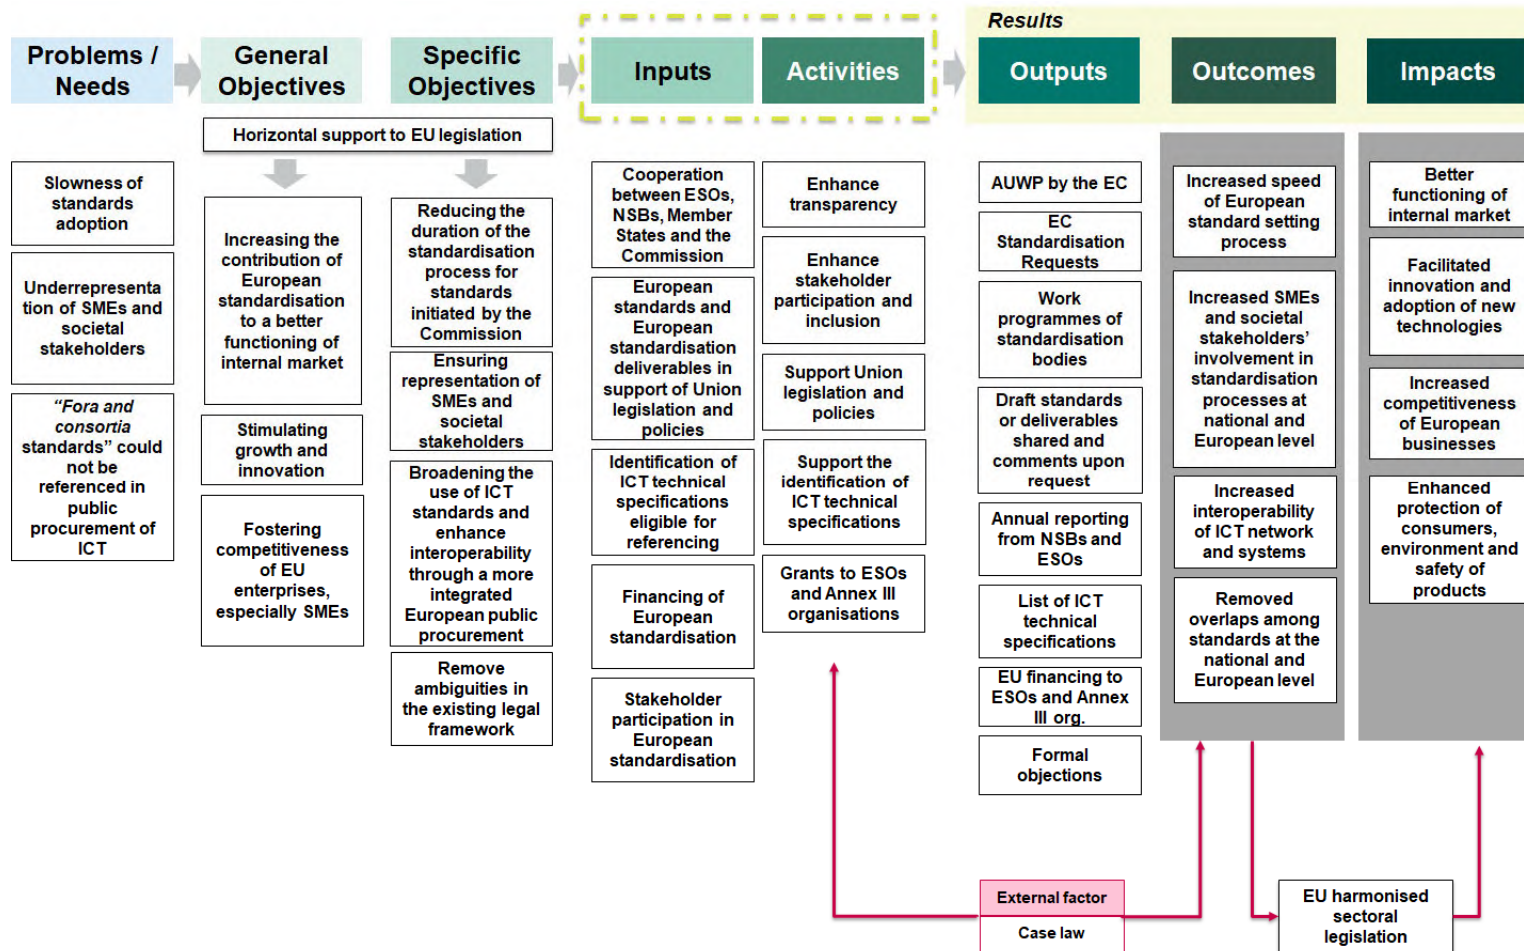 Results
Problems /
Needs
General
Objectives
Specific
Objectives
Inputs
Activities
Outputs
Outcomes
Impacts
Horizontal support to EU legislation
Slowness of
standards
adoption
Underrepresenta
tion of SMEs and
societal
stakeholders
“Fora and
consortia
standards” could
not be
referenced in
public
procurement of
ICT
Increasing the
contribution of
European
standardisation
to a better
functioning of
internal market
Stimulating
growth and
innovation
Fostering
competitiveness
of EU
enterprises,
especially SMEs
Reducing the
duration of the
standardisation
process for
standards
initiated by the
Commission
Ensuring
representation of
SMEs and
societal
stakeholders
Broadening the
use of ICT
standards and
enhance
interoperability
through a more
integrated
European public
procurement
Remove
ambiguities in
the existing legal
framework
Cooperation
between ESOs,
NSBs, Member
States and the
Commission
European
standards and
European
standardisation
deliverables in
support of Union
legislation and
policies
Identification of
ICT technical
specifications
eligible for
referencing
Financing of
European
standardisation
Stakeholder
participation in
European
standardisation
Enhance
transparency
Enhance
stakeholder
participation and
inclusion
Support Union
legislation and
policies
Support the
identification of
ICT technical
specifications
Grants to ESOs
and Annex III
organisations
AUWP by the EC
EC
Standardisation
Requests
Work
programmes of
standardisation
bodies
Draft standards
or deliverables
shared and
comments upon
request
Annual reporting
from NSBs and
ESOs
List of ICT
technical
specifications
EU financing to
ESOs and Annex
III org.
Formal
objections
Increased speed
of European
standard setting
process
Increased SMEs
and societal
stakeholders’
involvement in
standardisation
processes at
national and
European level
Increased
interoperability
of ICT network
and systems
Removed
overlaps among
standards at the
national and
European level
Better
functioning of
internal market
Facilitated
innovation and
adoption of new
technologies
Increased
competitiveness
of European
businesses
Enhanced
protection of
consumers,
environment and
safety of
products
External factor
Case law
EU harmonised
sectoral
legislation